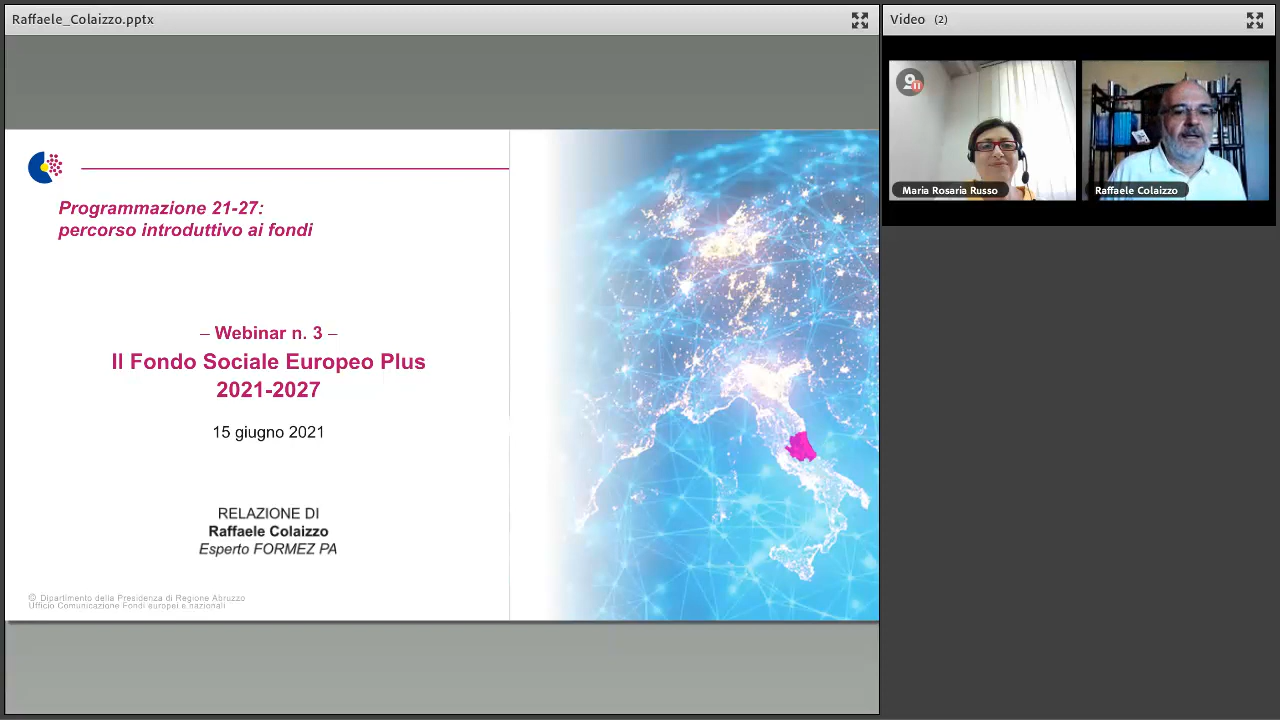 Raffaele_Colaizzo.pptx
Video (2)
Maria Rosaria Russo
Raffaele Colaizzo
Programmazione 21-27:
percorso introduttivo ai fondi
– Webinar n. 3 –
Il Fondo Sociale Europeo Plus
2021-2027
15 giugno 2021
RELAZIONE DI
Raffaele Colaizzo
Esperto FORMEZ PA
© Dipartimento della Presidenza di Regione Abruzzo
Ufficio Comunicazione Fondi europei e nazionali